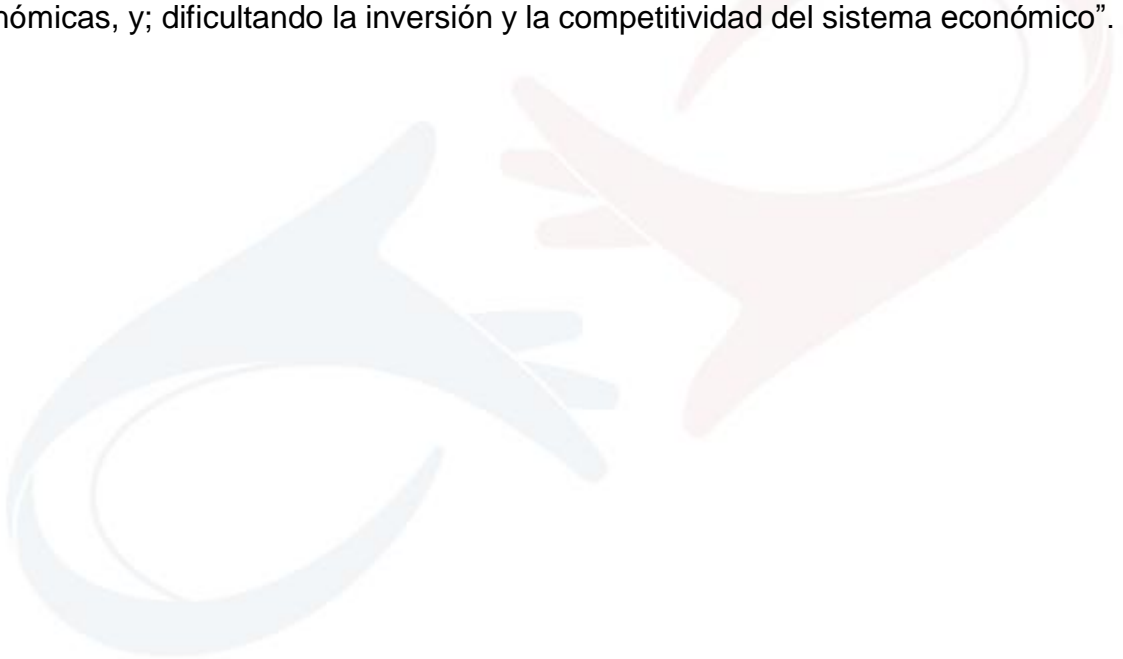 nómicas, y; dificultando la inversión y la competitividad del sistema económico”.